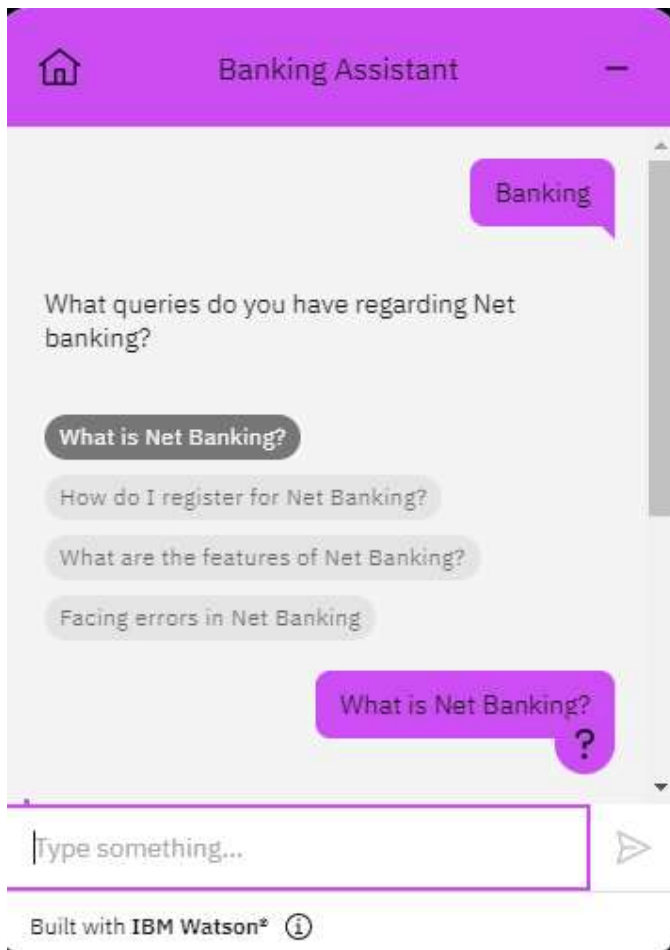 Banking Assistant
Banking
What queries do you have regarding Net
banking?
What is Net Banking?
How do I register for Net Banking?
What are the features of Net Banking?
Facing errors in Net Banking
What is Net Banking?
?
Type something...
Built with IBM Watson®